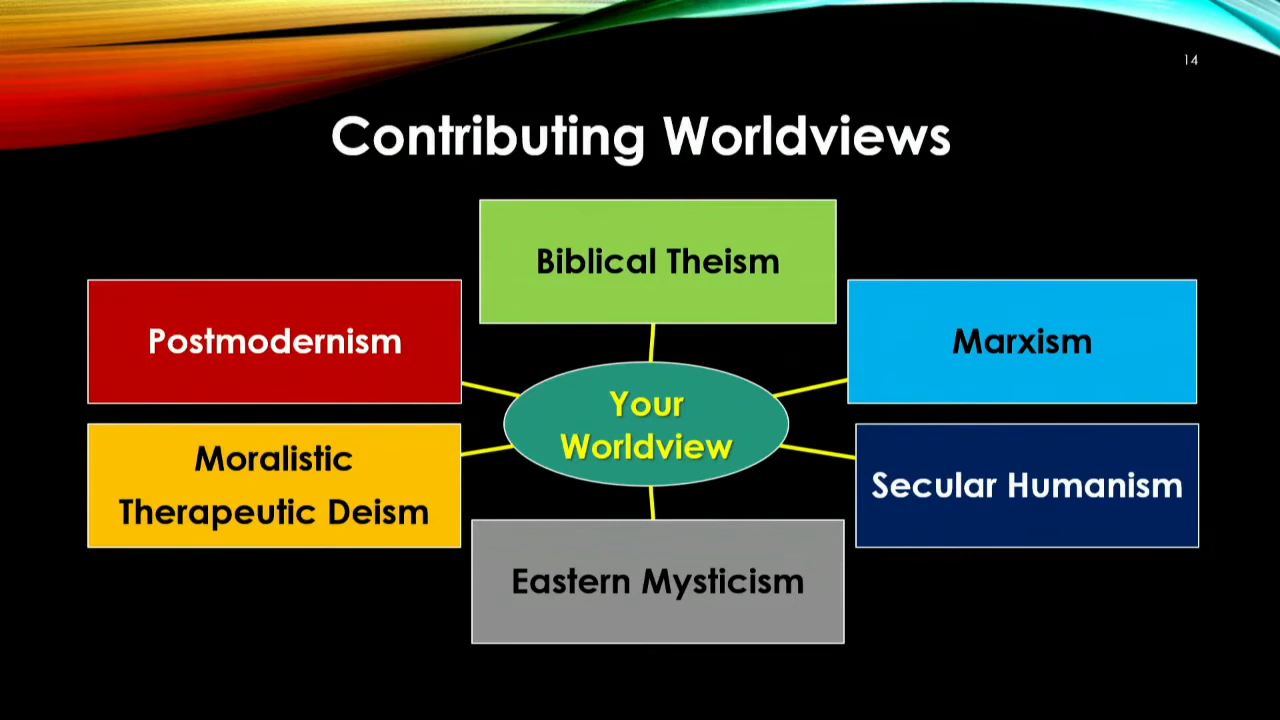 14
Contributing Worldviews
Biblical Theism
Postmodernism
Marxism
Your
Worldview
Moralistic
Therapeutic Deism
Secular Humanism
Eastern Mysticism